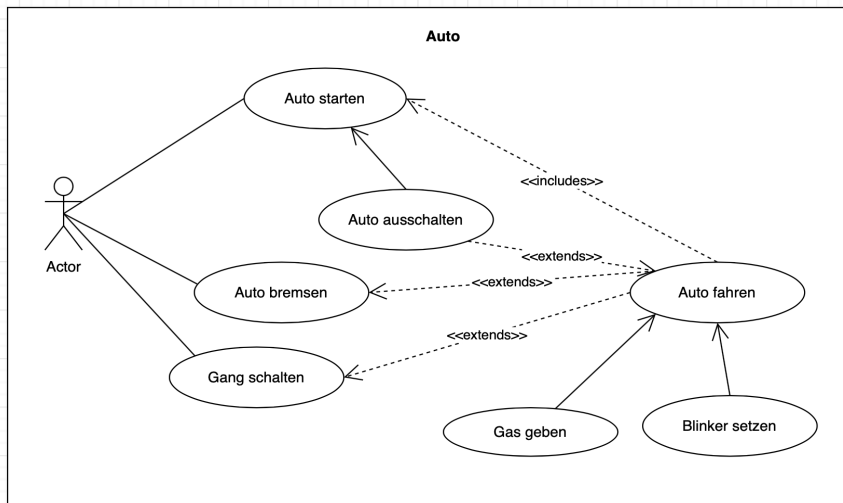 Auto
Auto starten
<<includes>>
Auto ausschalten
<<extends>>
Actor
Auto bremsen
<<extends>>
Auto fahren
<<extends>>
Gang schalten
Gas geben
Blinker setzen